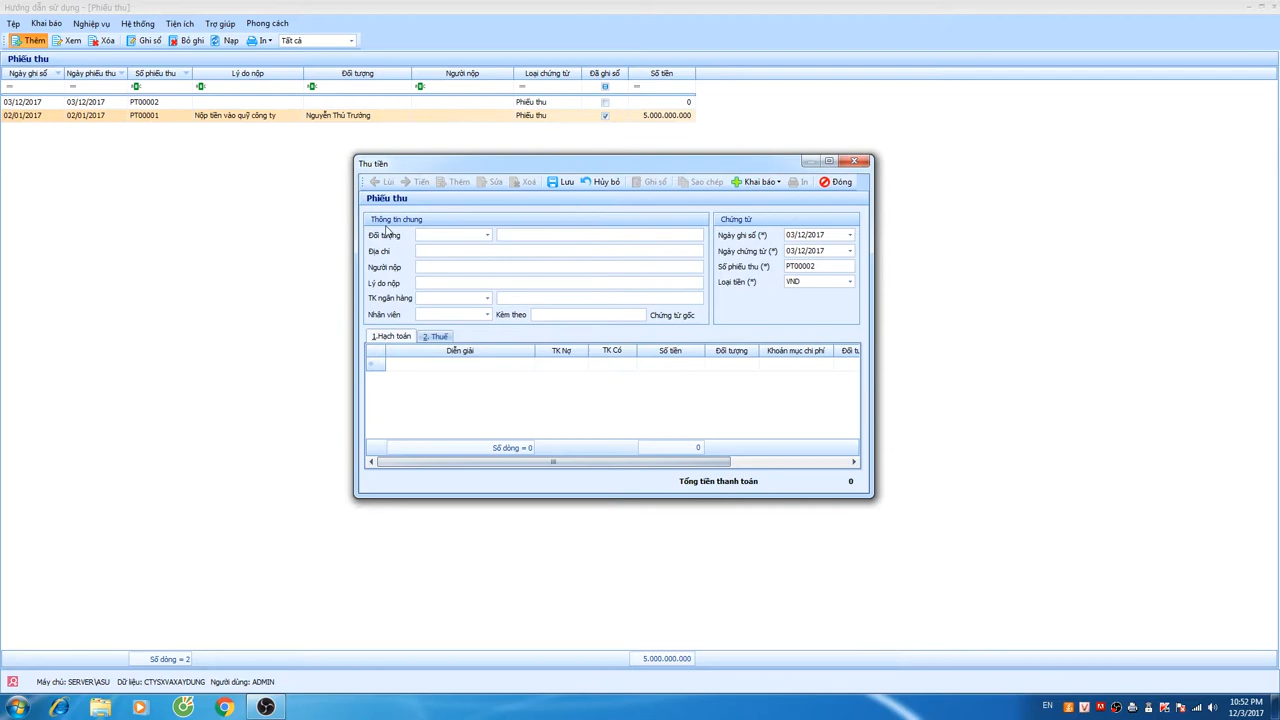 Hướng dẫn sử dụng - [Phiếu thu]
Tệp Khai báo Nghiệp vụ Hệ thống Tiện ích Trợ giúp Phong cách
Thêm Xem Xóa Ghi sổ Bỏ ghi Nạp In Tất cả
Phiếu thu
Ngày ghi sổ Ngày phiếu thu Số phiếu thu Lý do nộp Đối tượng Người nộp Loại chứng từ Đã ghi sổ Số tiền
03/12/2017 03/12/2017 PT00002 Phiếu thu 0
02/01/2017 02/01/2017 PT00001 Nộp tiền vào quỹ công ty Nguyễn Thủ Trưởng Phiếu thu 5.000.000.000
Thu tiền
Lùi Tiến Thêm Sửa Xoá Lưu Hủy bỏ Ghi sổ Sao chép Khai báo In Đóng
Phiếu thu
Thông tin chung
Đối tượng
Địa chỉ
Người nộp
Lý do nộp
TK ngân hàng
Nhân viên Kèm theo Chứng từ gốc
Chứng từ
Ngày ghi sổ (*) 03/12/2017
Ngày chứng từ (*) 03/12/2017
Số phiếu thu (*) PT00002
Loại tiền (*) VND
1.Hạch toán 2. Thuế
Diễn giải TK Nợ TK Có Số tiền Đối tượng Khoản mục chi phí Đối tư
Số dòng = 0 0
Tổng tiền thanh toán 0
Số dòng = 2 5.000.000.000
Máy chủ: SERVER\ASU Dữ liệu: CTYSXVAXAYDUNG Người dùng: ADMIN
EN 10:52 PM
12/3/2017